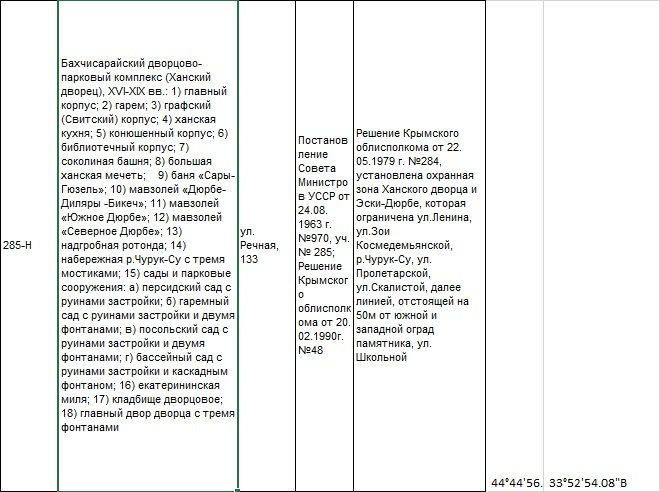 285-Н
Бахчисарайский дворцово-
парковый комплекс (Ханский
дворец), XVI-XIX вв.: 1) главный
корпус; 2) гарем; 3) графский
(Свитский) корпус; 4) ханская
кухня; 5) конюшенный корпус; 6)
библиотечный корпус; 7)
соколиная башня; 8) большая
ханская мечеть; 9) баня «Сары-
Гюзель»; 10) мавзолей «Дюрбе-
Диляры -Бикеч»; 11) мавзолей
«Южное Дюрбе»; 12) мавзолей
«Северное Дюрбе»; 13)
надгробная ротонда; 14)
набережная р.Чурук-Су с тремя
мостиками; 15) сады и парковые
сооружения: а) персидский сад с
руинами застройки; б) гаремный
сад с руинами застройки и двумя
фонтанами; в) посольский сад с
руинами застройки и двумя
фонтанами; г) бассейный сад с
руинами застройки и каскадным
фонтаном; 16) екатерининская
миля; 17) кладбище дворцовое;
18) главный двор дворца с тремя
фонтанами
ул.
Речная,
133
Постанов
ление
Совета
Министро
в УССР от
24.08.
1963 г.
№970, уч.
№ 285;
Решение
Крымског
о
облисполк
ома от 20.
02.1990г.
№48
Решение Крымского
облисполкома от 22.
05.1979 г. №284,
установлена охранная
зона Ханского дворца и
Эски-Дюрбе, которая
ограничена ул.Ленина,
ул.Зои
Космедемьянской,
р.Чурук-Су, ул.
Пролетарской,
ул.Скалистой, далее
линией, отстоящей на
50м от южной и
западной оград
памятника, ул.
Школьной
44°44'56.
33°52'54.08"В